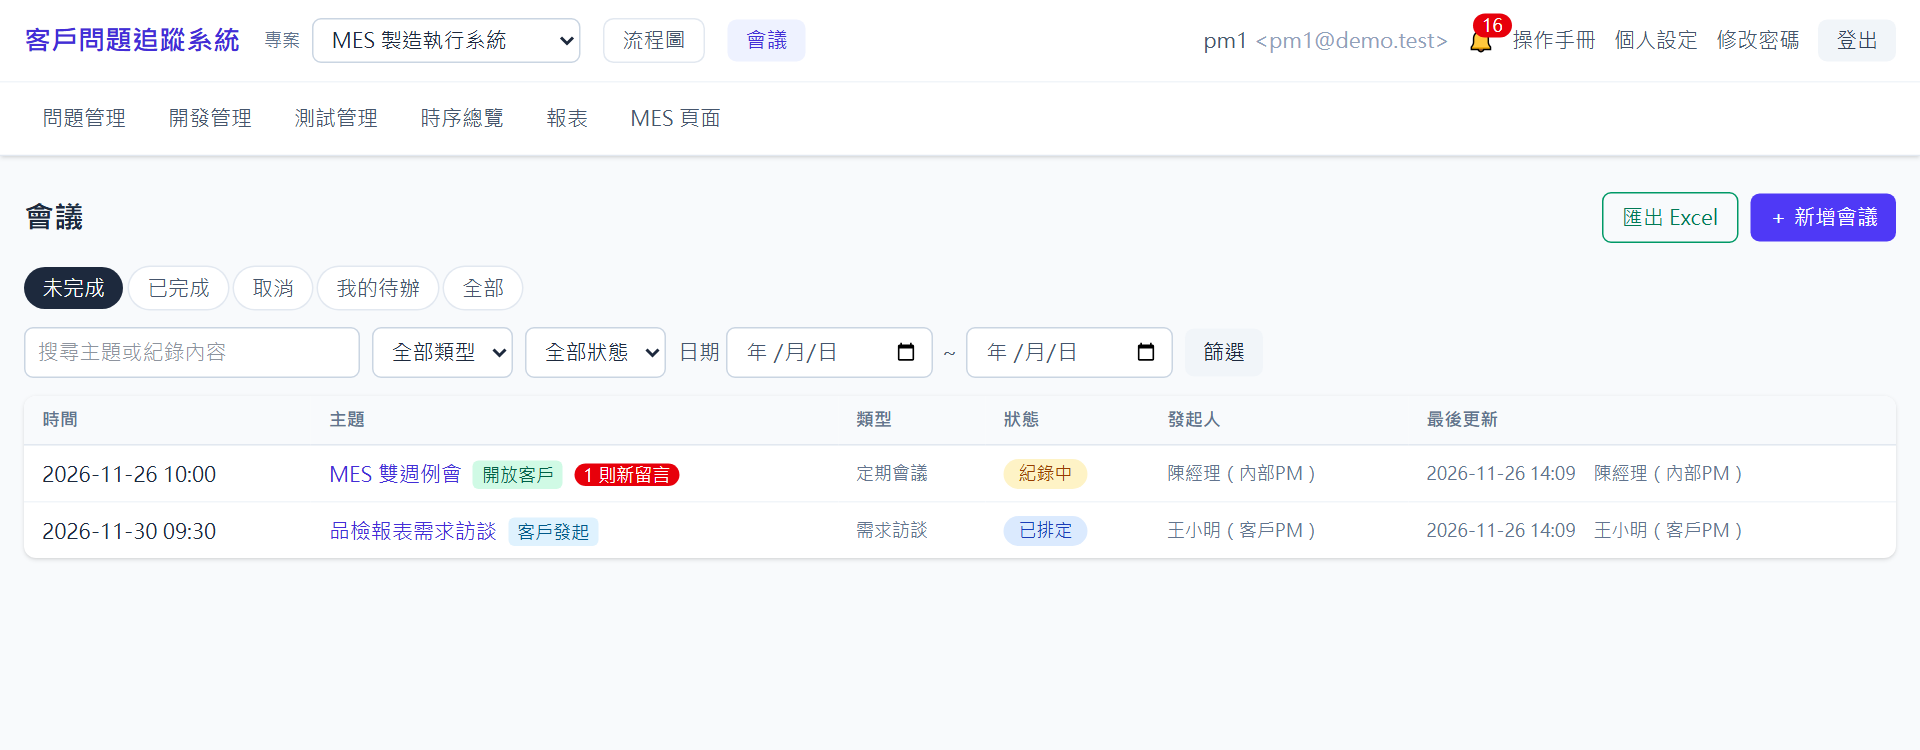 客戶問題追蹤系統 專案 MES 製造執行系統 流程圖 會議 pm1 <pm1@demo.test> 16 操作手冊 個人設定 修改密碼 登出
問題管理 開發管理 測試管理 時序總覽 報表 MES 頁面
會議 匯出 Excel + 新增會議
未完成 已完成 取消 我的待辦 全部
搜尋主題或紀錄內容 全部類型 全部狀態 日期 年 /月/日 ~ 年 /月/日 篩選
時間 主題 類型 狀態 發起人 最後更新
2026-11-26 10:00 MES 雙週例會 開放客戶 1 則新留言 定期會議 紀錄中 陳經理 ( 內部PM ) 2026-11-26 14:09 陳經理 ( 內部PM )
2026-11-30 09:30 品檢報表需求訪談 客戶發起 需求訪談 已排定 王小明 ( 客戶PM ) 2026-11-26 14:09 王小明 ( 客戶PM )